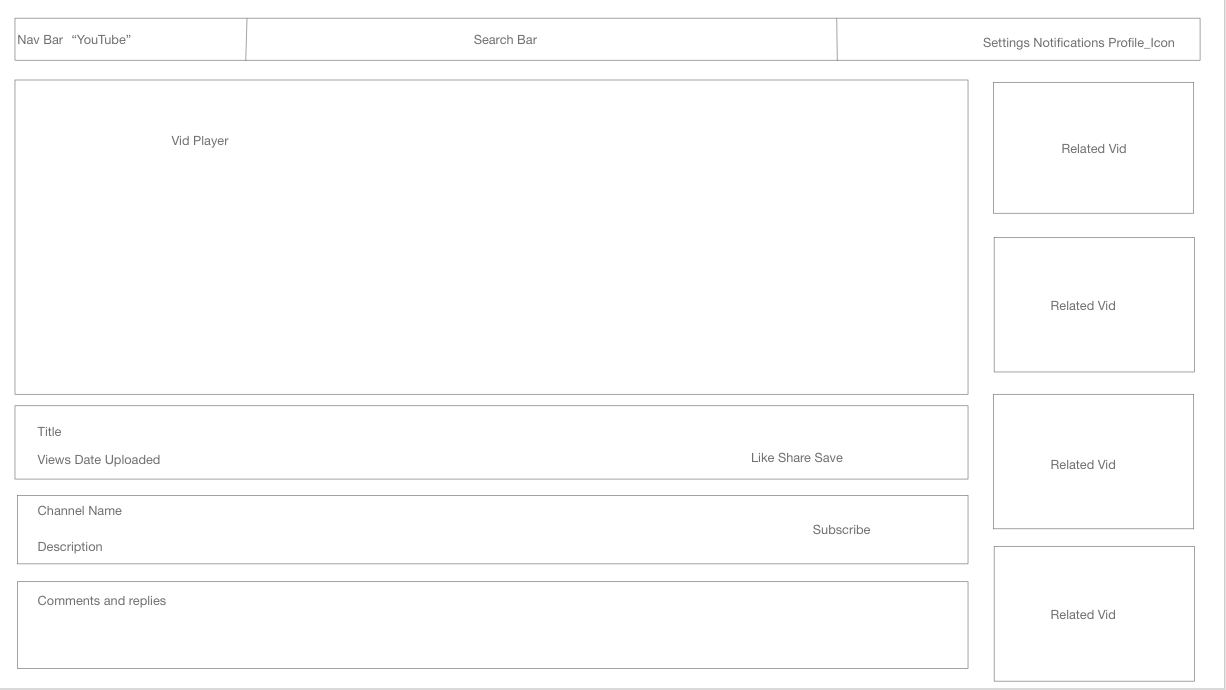 Nav Bar “YouTube”
Search Bar
Settings Notifications Profile_Icon
Vid Player
Related Vid
Related Vid
Title
Views Date Uploaded
Like Share Save
Related Vid
Channel Name
Subscribe
Description
Comments and replies
Related Vid